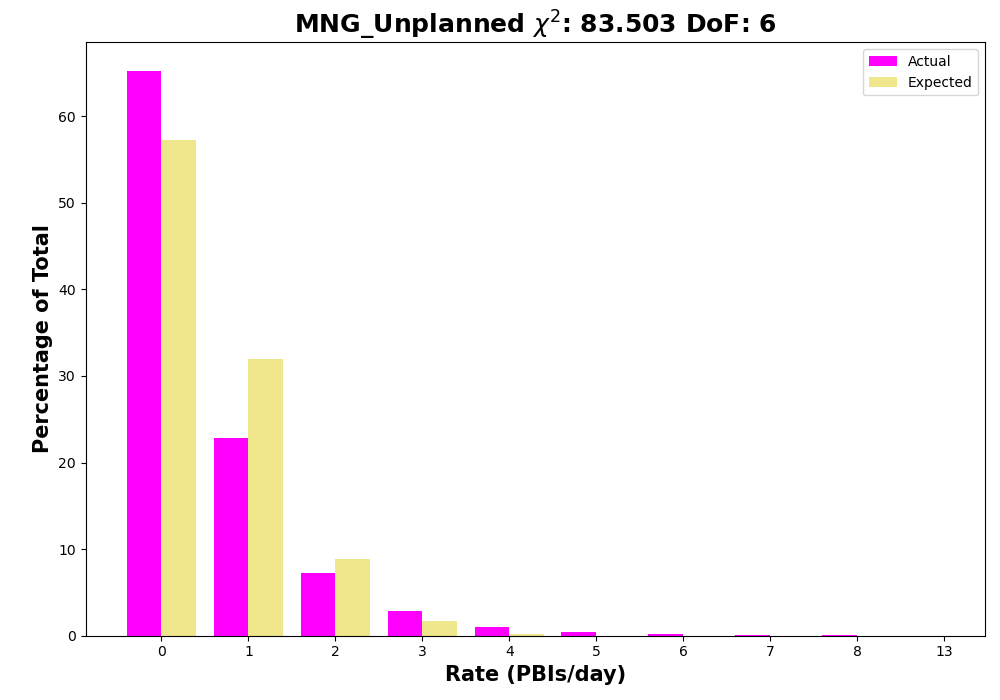 MNG_Unplanned χ²: 83.503 DoF: 6
Actual
Expected
Percentage of Total
60
50
40
30
20
10
0
0 1 2 3 4 5 6 7 8 13
Rate (PBIs/day)